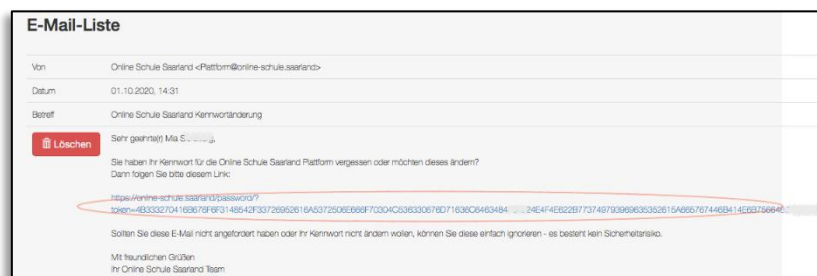 E-Mail-Liste
Von Online Schule Saarland <Plattform@online-schule.saarland>
Datum 01.10.2020, 14:31
Betreff Online Schule Saarland Kennwortänderung
Löschen
Sehr geehrte(r) Mia
Sie haben Ihr Kennwort für die Online Schule Saarland Plattform vergessen oder möchten dieses ändern?
Dann folgen Sie bitte diesem Link:
https://online-schule.saarland/password/?
Sollten Sie diese E-Mail nicht angefordert haben oder Ihr Kennwort nicht ändern wollen, können Sie diese einfach ignorieren - es besteht kein Sicherheitsrisiko.
Mit freundlichen Grüßen
Ihr Online Schule Saarland Team